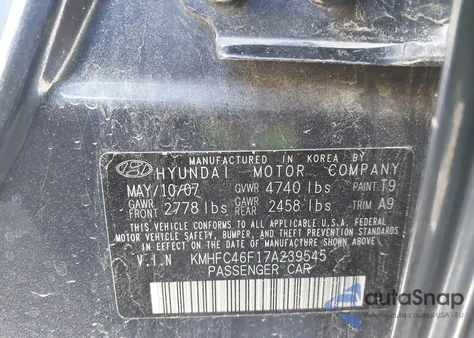 MANUFACTURED IN KOREA BY
HYUNDAI MOTOR COMPANY
MAY/10/07 GVWR 4740 lbs PAINT T9
GAWR FRONT 2778 lbs GAWR REAR 2458 lbs TRIM A9
THIS VEHICLE CONFORMS TO ALL APPLICABLE U.S.A. FEDERAL
MOTOR VEHICLE SAFETY, BUMPER, AND THEFT PREVENTION
STANDARDS IN EFFECT ON THE DATE OF MANUFACTURE SHOWN ABOVE.
V.I.N KMHFC46F17A239545
PASSENGER CAR
autaSnap